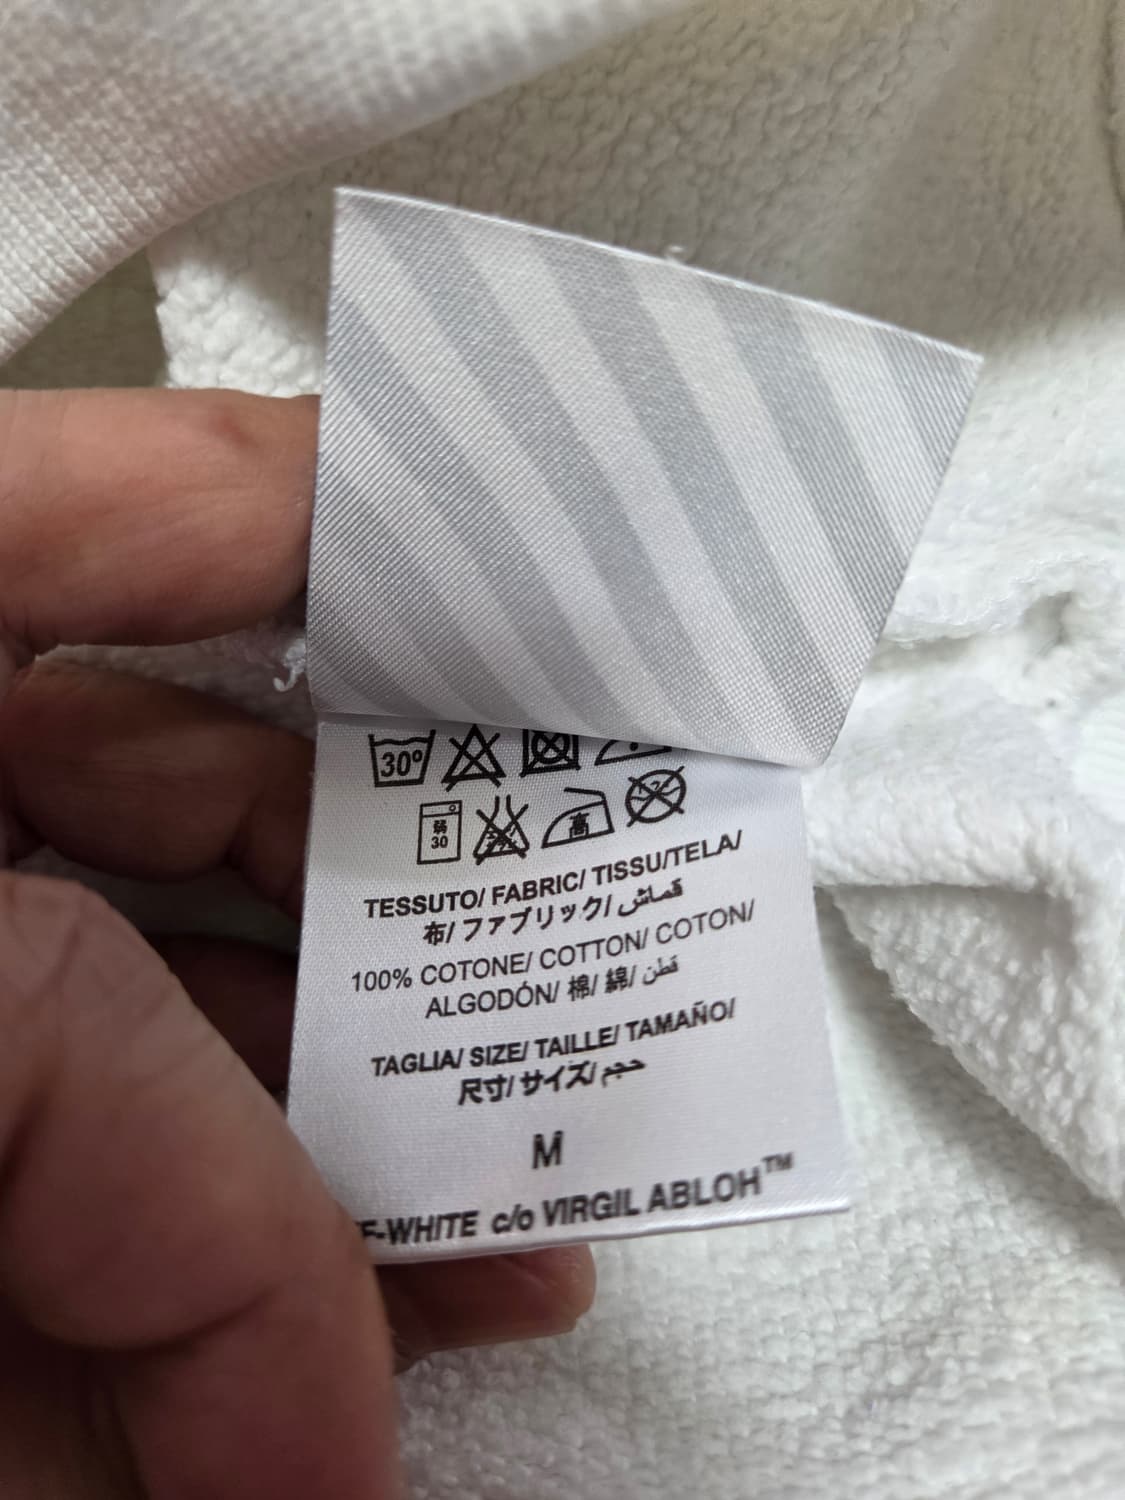 30°
弱
30
高
TESSUTO/ FABRIC/ TISSU/TELA/
布/ ファブリック/ قماش
100% COTONE/ COTTON/ COTON/
ALGODÓN/ 棉/ 綿/ قطن
TAGLIA/ SIZE/ TAILLE/ TAMAÑO/
尺寸/ サイズ/ حجم
M
F-WHITE c/o VIRGIL ABLOH™